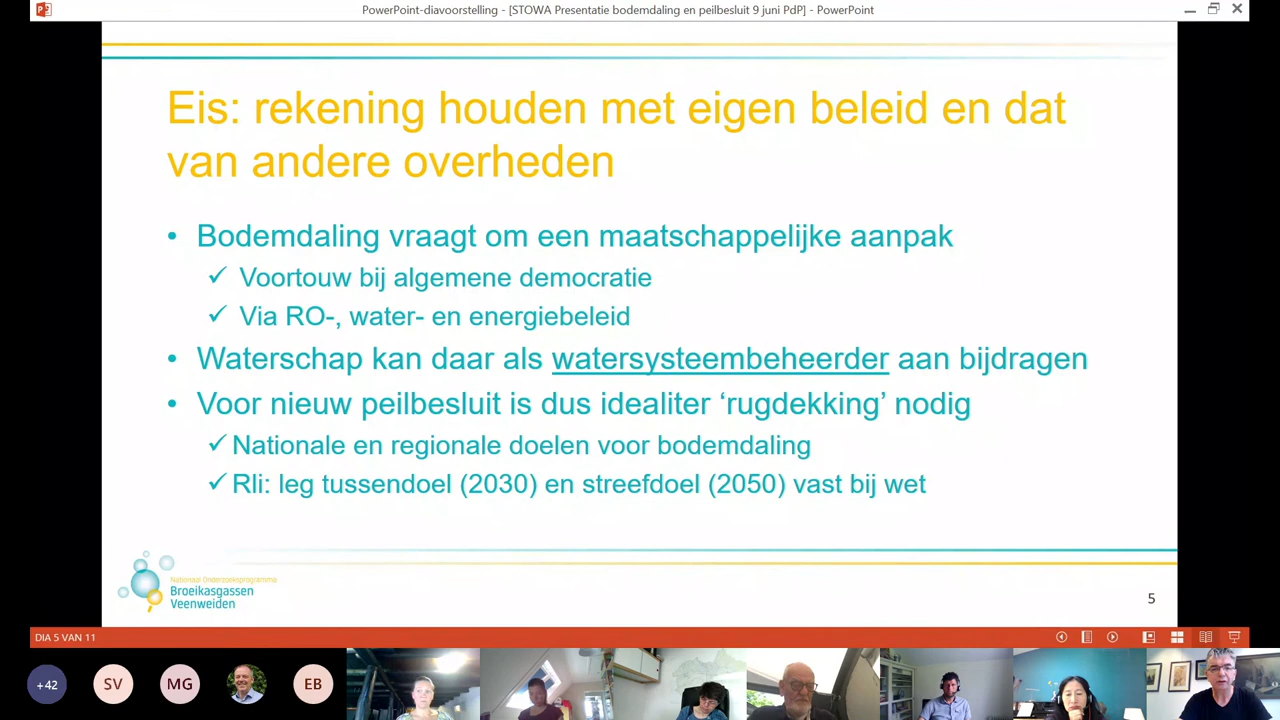 PowerPoint-diavoorstelling - [STOWA Presentatie bodemdaling en peilbesluit 9 juni PdP] - PowerPoint
Eis: rekening houden met eigen beleid en dat
van andere overheden
• Bodemdaling vraagt om een maatschappelijke aanpak
✓ Voortouw bij algemene democratie
✓ Via RO-, water- en energiebeleid
• Waterschap kan daar als watersysteembeheerder aan bijdragen
• Voor nieuw peilbesluit is dus idealiter ‘rugdekking’ nodig
✓ Nationale en regionale doelen voor bodemdaling
✓ Rli: leg tussendoel (2030) en streefdoel (2050) vast bij wet
Nationaal Onderzoeksprogramma
Broeikasgassen
Veenweiden
5
DIA 5 VAN 11
+42
SV
MG
EB